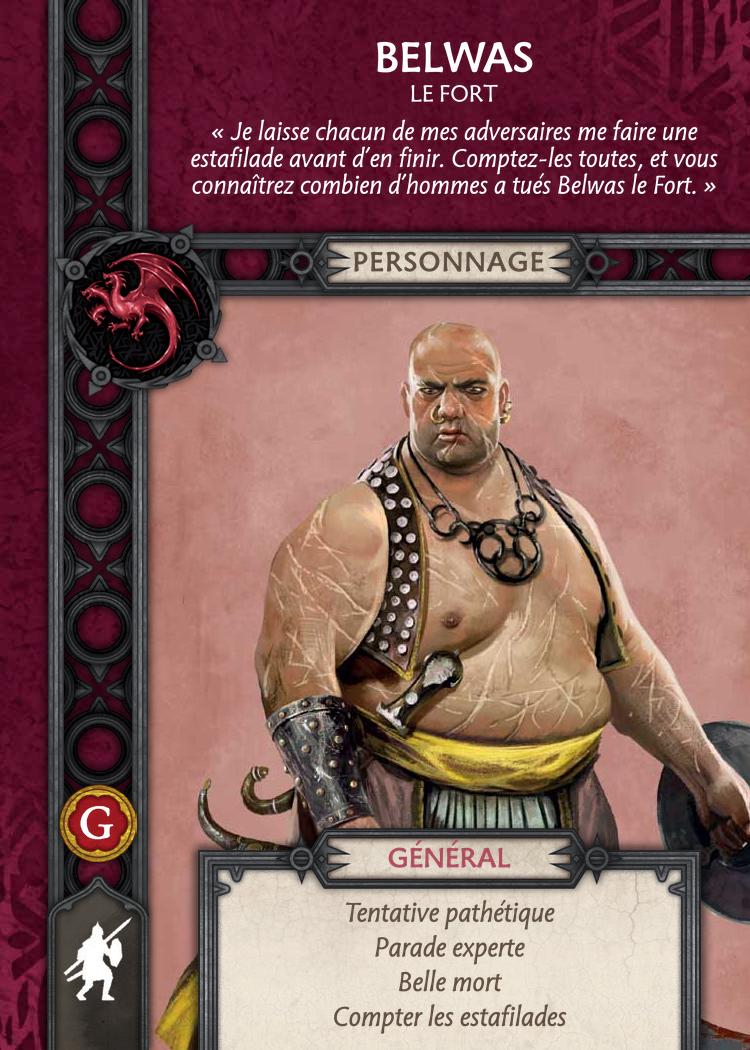 BELWAS
LE FORT
« Je laisse chacun de mes adversaires me faire une
estafilade avant d'en finir. Comptez-les toutes, et vous
connaîtrez combien d'hommes a tués Belwas le Fort. »
PERSONNAGE
G
GÉNÉRAL
Tentative pathétique
Parade experte
Belle mort
Compter les estafilades